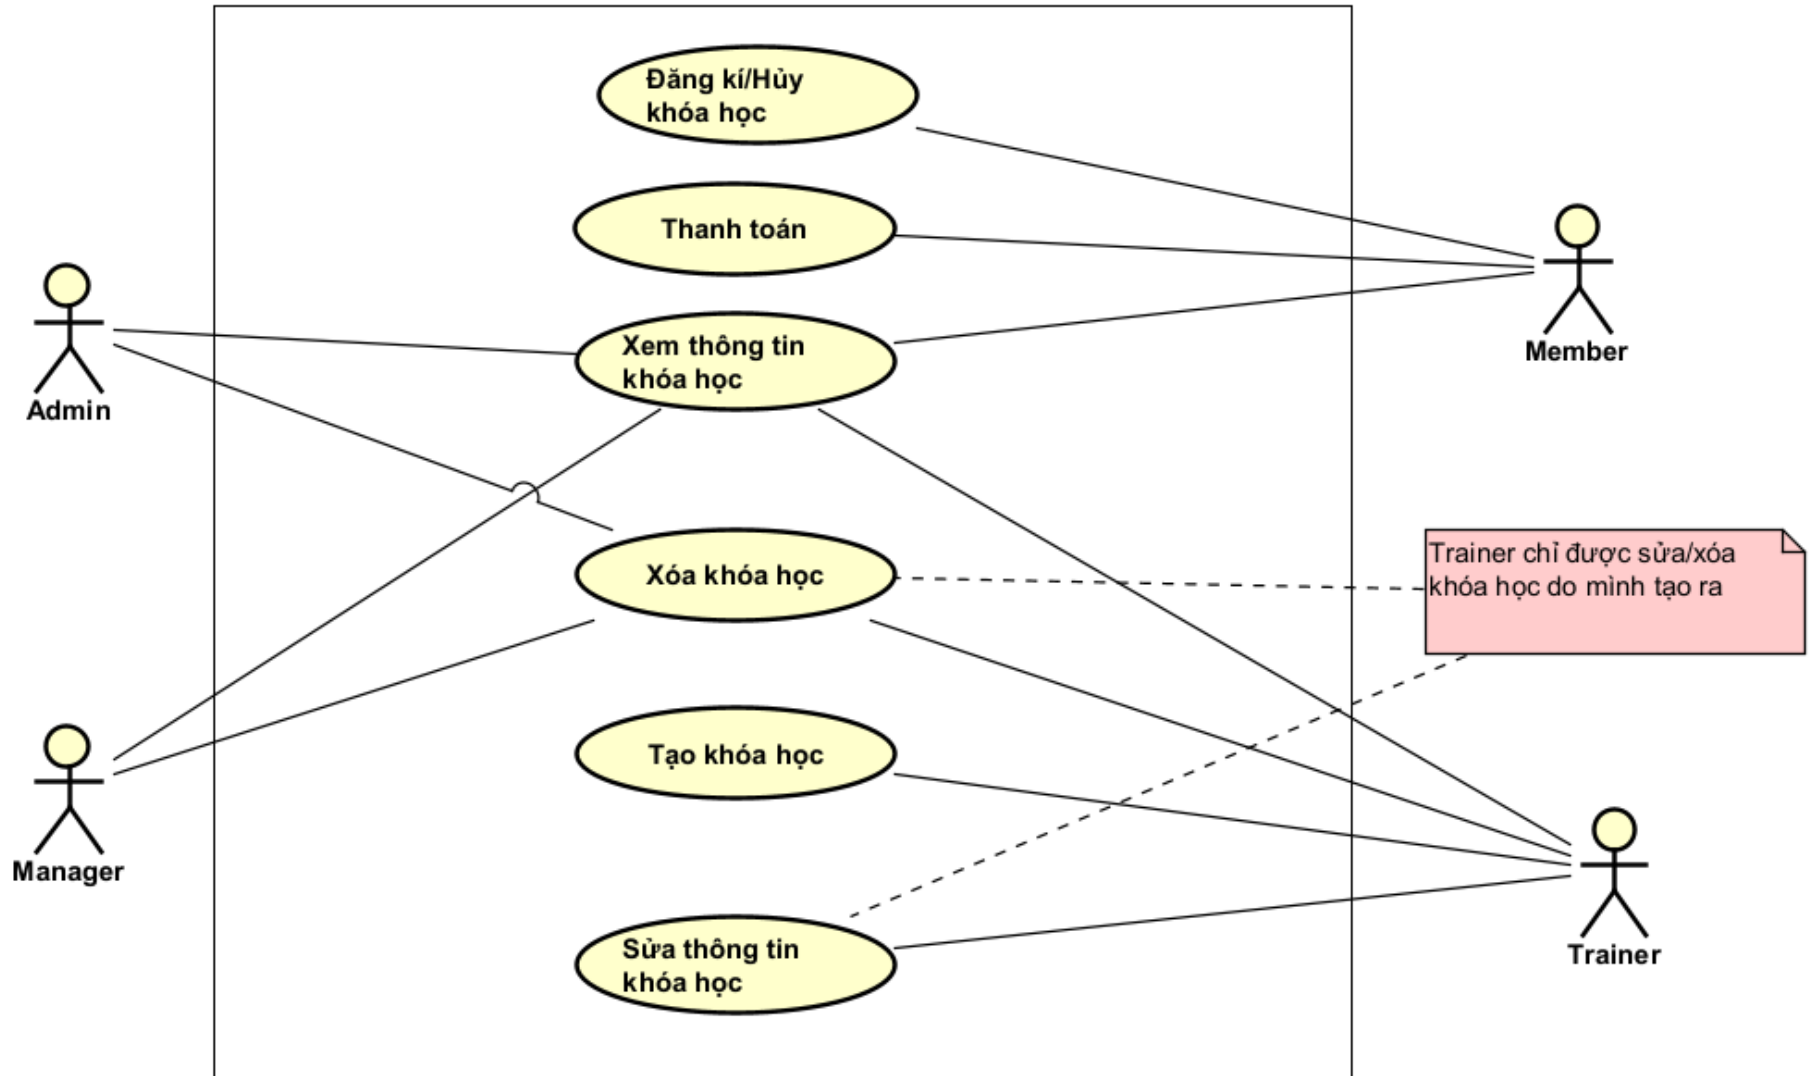 Đăng kí/Hủy
khóa học
Thanh toán
Xem thông tin
khóa học
Member
Admin
Trainer chỉ được sửa/xóa
khóa học do mình tạo ra
Xóa khóa học
Tạo khóa học
Manager
Sửa thông tin
khóa học
Trainer